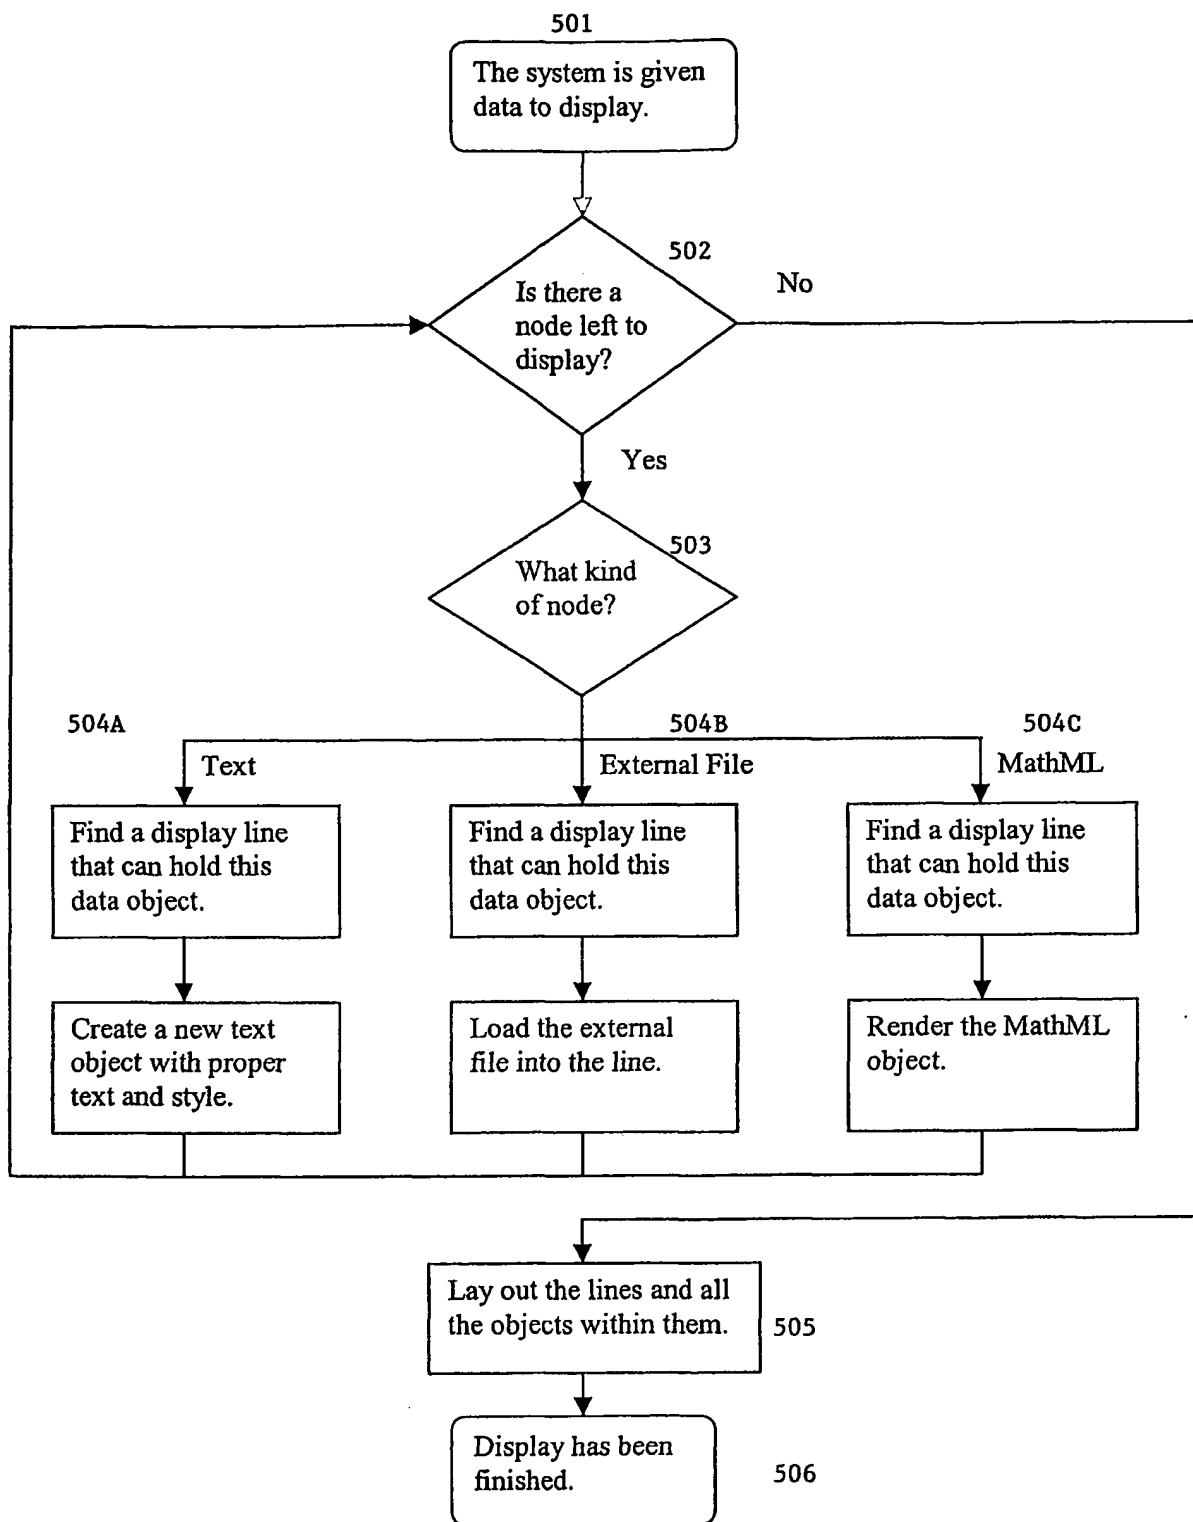 501
The system is given
data to display.
502
No
Is there a
node left to
display?
Yes
503
What kind
of node?
504A
504B
504C
Text
External File
MathML
Find a display line
that can hold this
data object.
Find a display line
that can hold this
data object.
Find a display line
that can hold this
data object.
Create a new text
object with proper
text and style.
Load the external
file into the line.
Render the MathML
object.
Lay out the lines and all
the objects within them.
505
Display has been
finished.
506